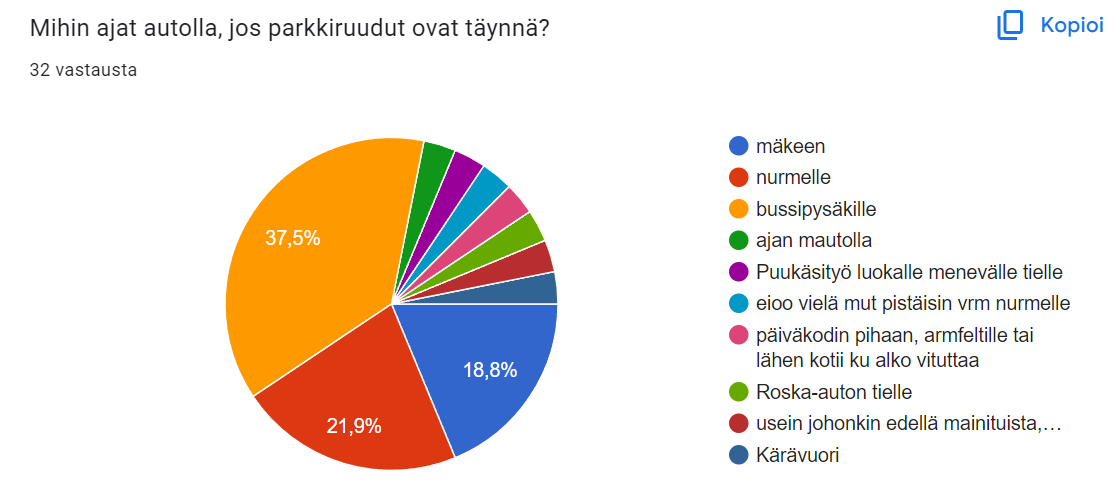 Mihin ajat autolla, jos parkkiruudut ovat täynnä?
Kopioi
32 vastausta
37,5%
18,8%
21,9%
mäkeen
nurmelle
bussipysäkille
ajan mautolla
Puukäsityö luokalle menevälle tielle
eioo vielä mut pistäisin vrm nurmelle
päiväkodin pihaan, armfeltille tai
lähen kotii ku alko vituttaa
Roska-auton tielle
usein johonkin edellä mainituista,…
Kärävuori